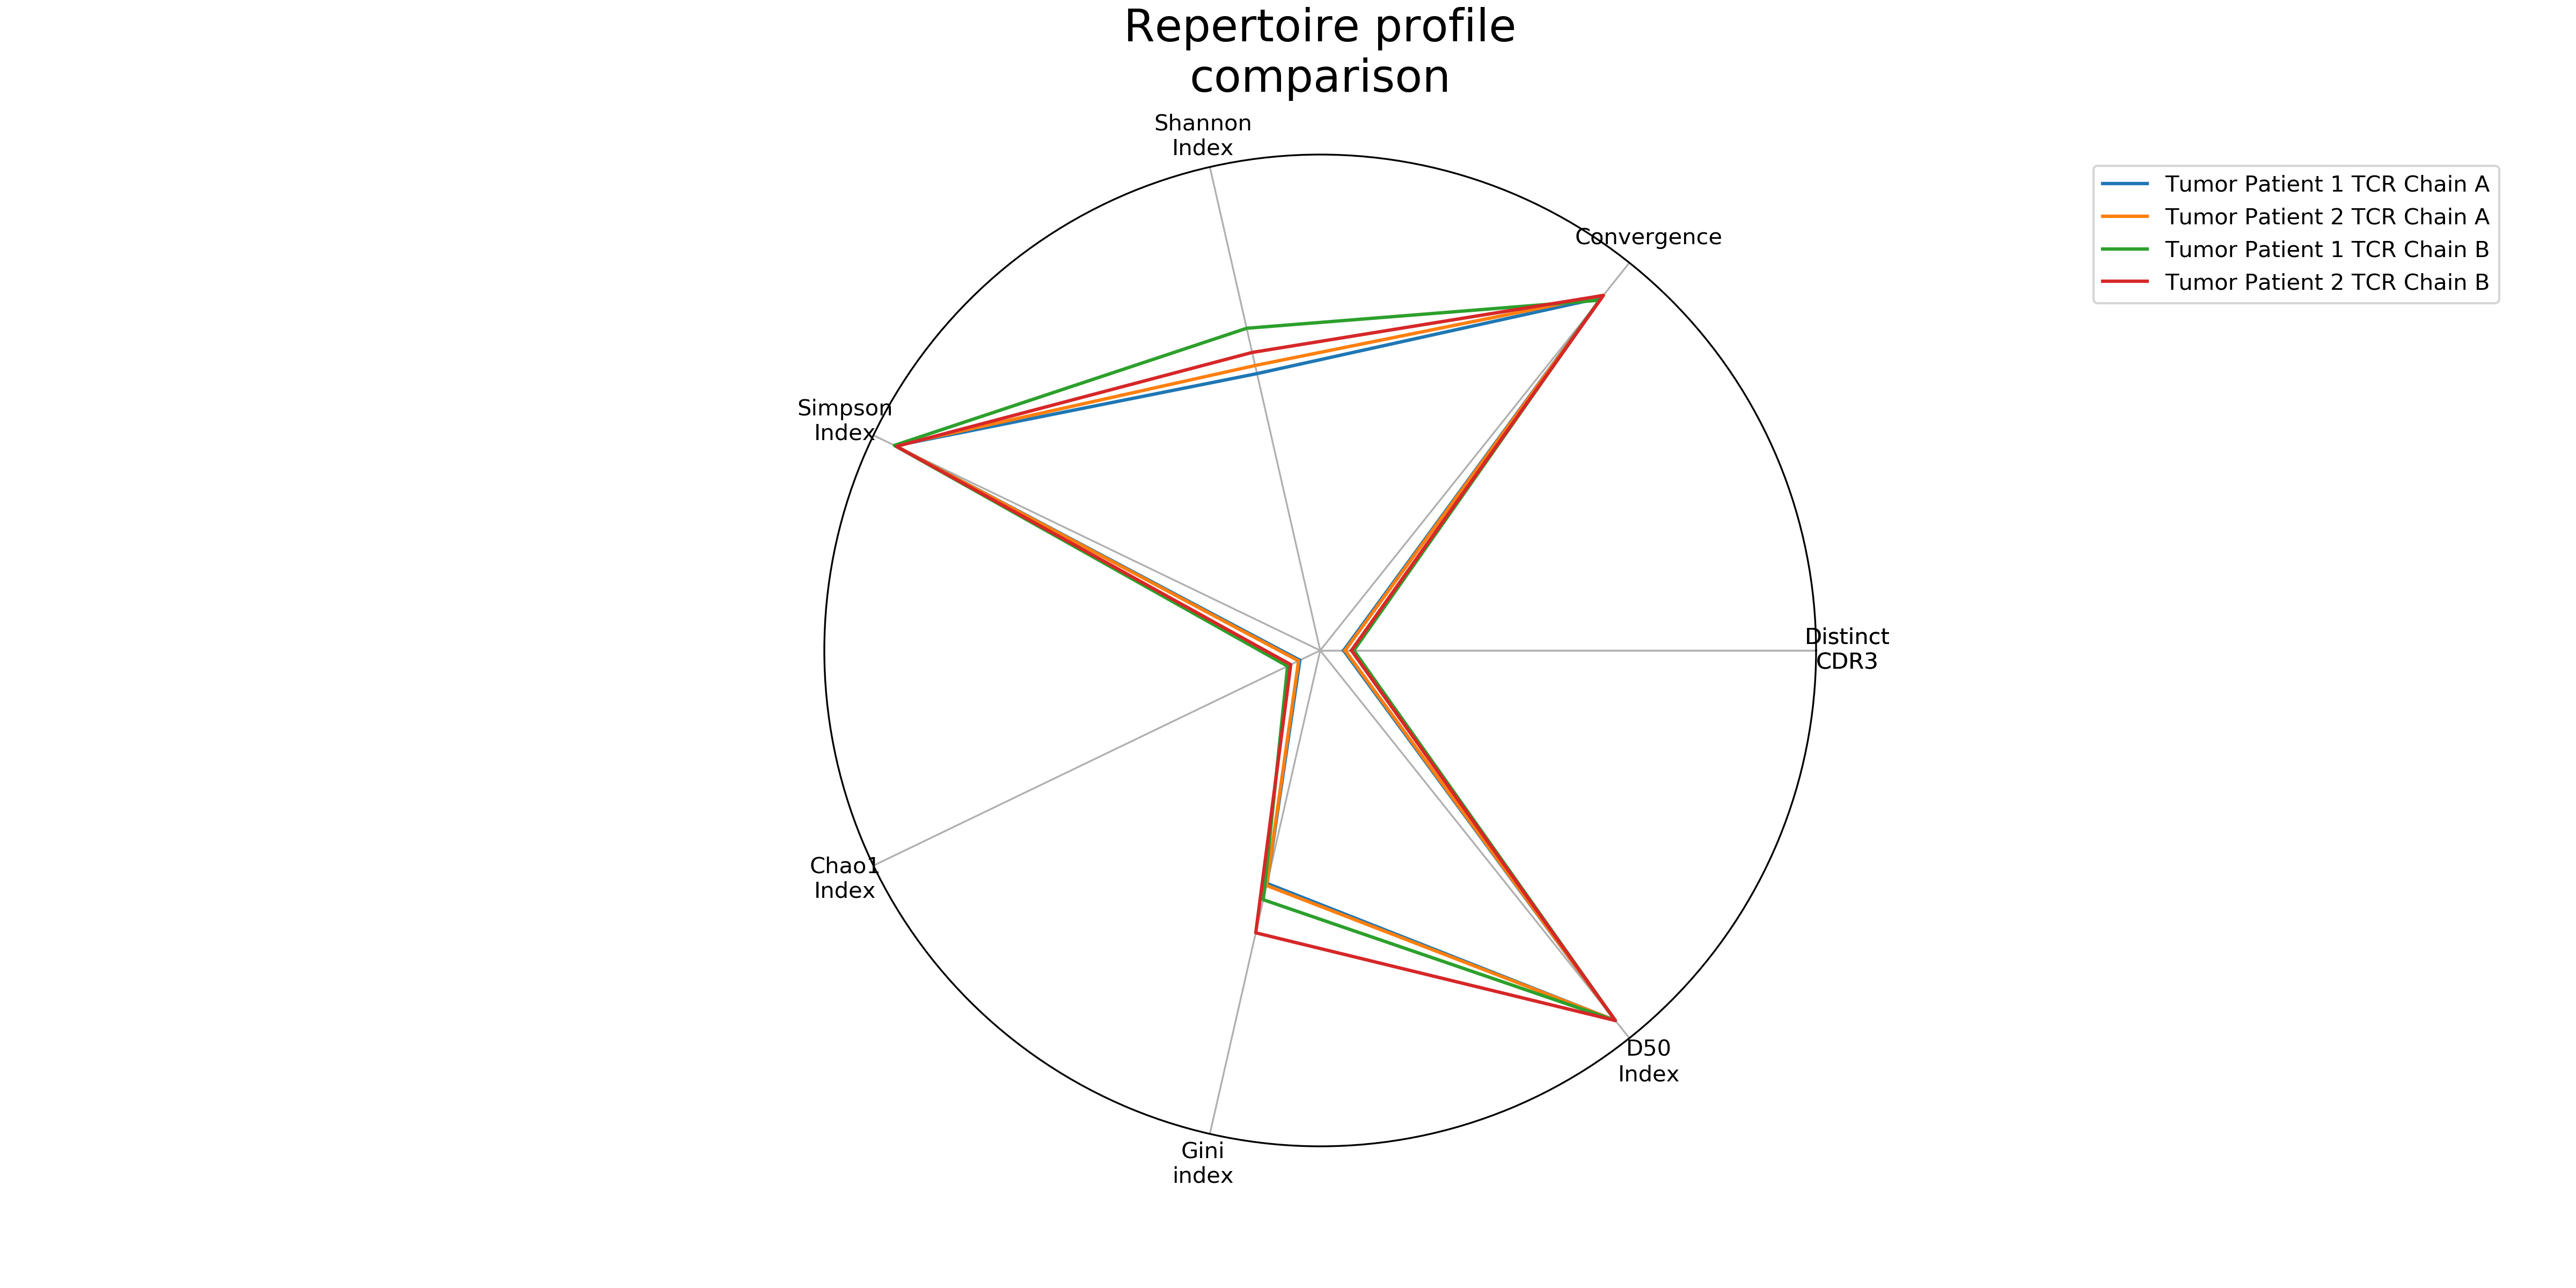 Repertoire profile
comparison
Shannon
Index
Convergence
Tumor Patient 1 TCR Chain A
Tumor Patient 2 TCR Chain A
Tumor Patient 1 TCR Chain B
Tumor Patient 2 TCR Chain B
Simpson
Index
Distinct
CDR3
Chao1
Index
D50
Index
Gini
index